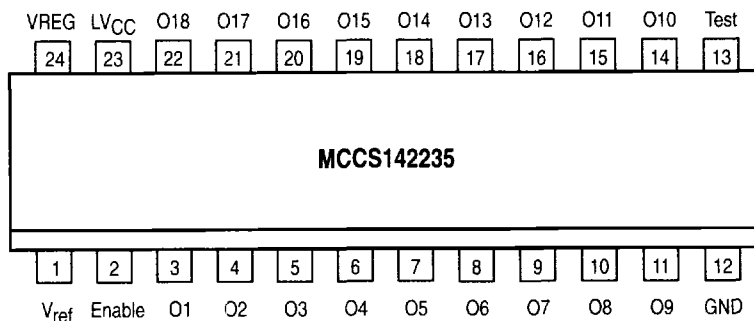 VREG LVCC O18 O17 O16 O15 O14 O13 O12 O11 O10 Test
24 23 22 21 20 19 18 17 16 15 14 13
MCCS142235
1 2 3 4 5 6 7 8 9 10 11 12
Vref Enable O1 O2 O3 O4 O5 O6 O7 O8 O9 GND